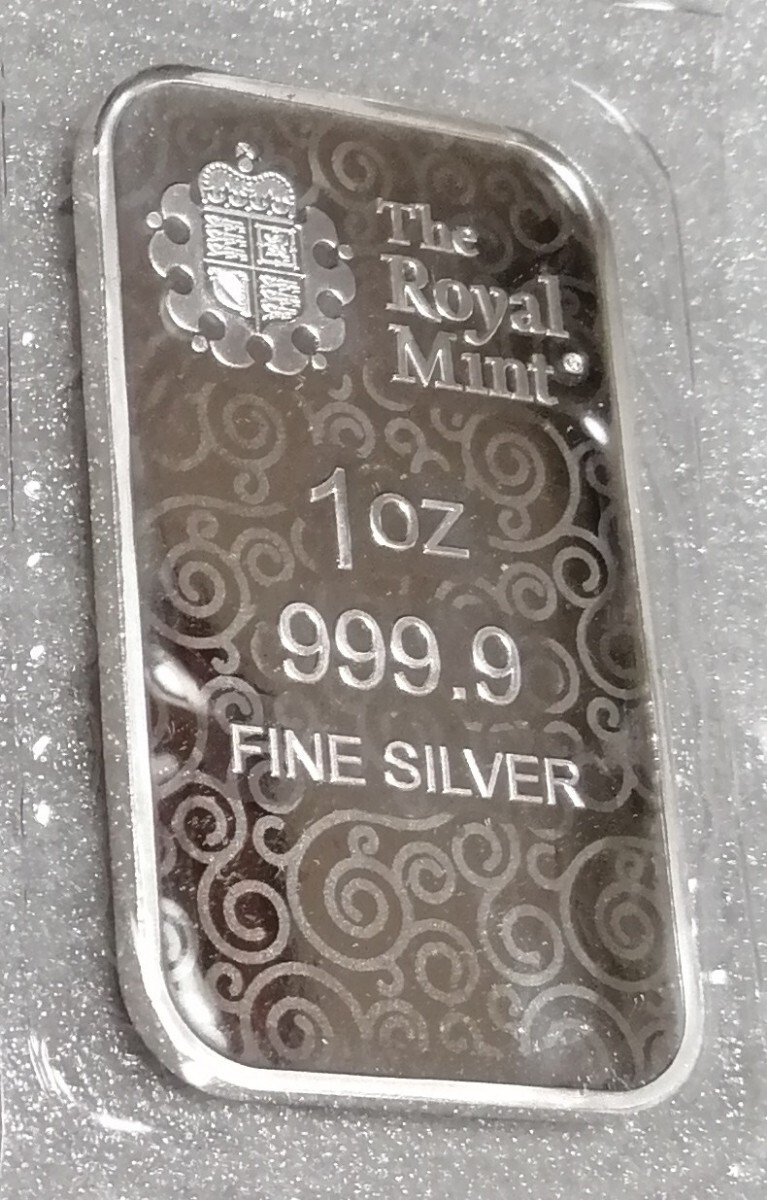 The
Royal
Mint®
1oz
999.9
FINE SILVER